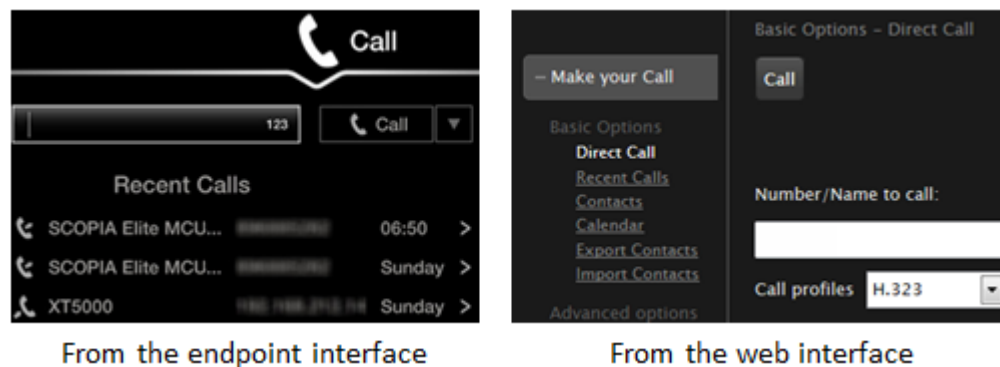 Call
123
Call
Recent Calls
SCOPIA Elite MCU... 06:50 >
SCOPIA Elite MCU... Sunday >
XT5000 Sunday >
From the endpoint interface
Basic Options – Direct Call
– Make your Call
Call
Basic Options
Direct Call
Recent Calls
Contacts
Calendar
Export Contacts
Import Contacts
Advanced options
Number/Name to call:
Call profiles H.323
From the web interface